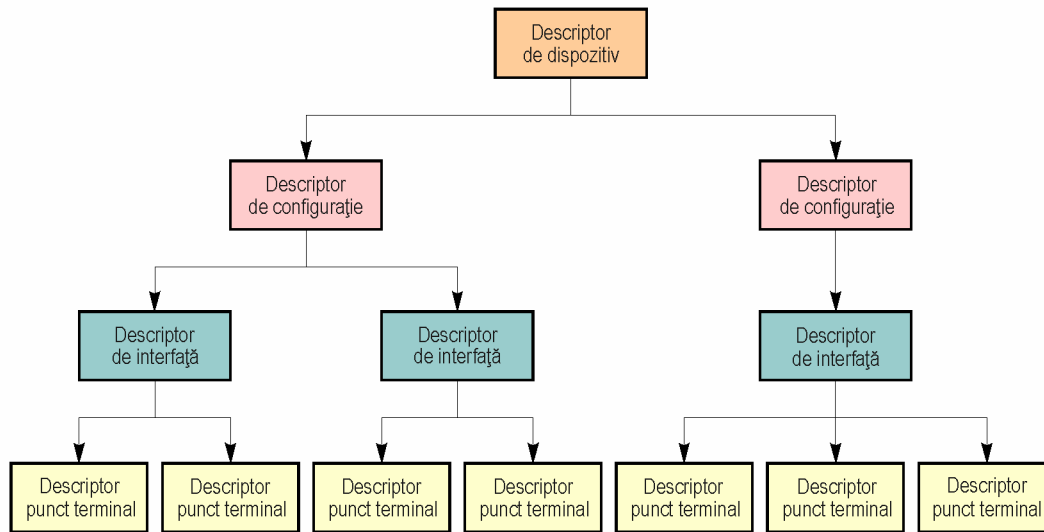 Descriptor
de dispozitiv
Descriptor
de configuraţie
Descriptor
de configuraţie
Descriptor
de interfaţă
Descriptor
de interfaţă
Descriptor
de interfaţă
Descriptor
punct terminal
Descriptor
punct terminal
Descriptor
punct terminal
Descriptor
punct terminal
Descriptor
punct terminal
Descriptor
punct terminal
Descriptor
punct terminal